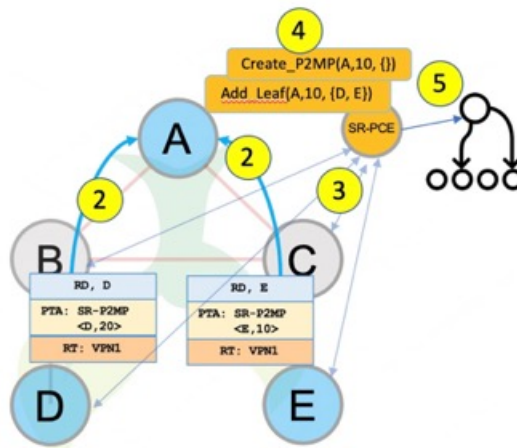 4
Create_P2MP(A,10, {})
5
Add_Leaf(A,10, {D, E})
SR-PCE
A
2
2
3
B
C
RD, D
PTA: SR-P2MP
<D,20>
RT: VPN1
RD, E
PTA: SR-P2MP
<E,10>
RT: VPN1
D
E